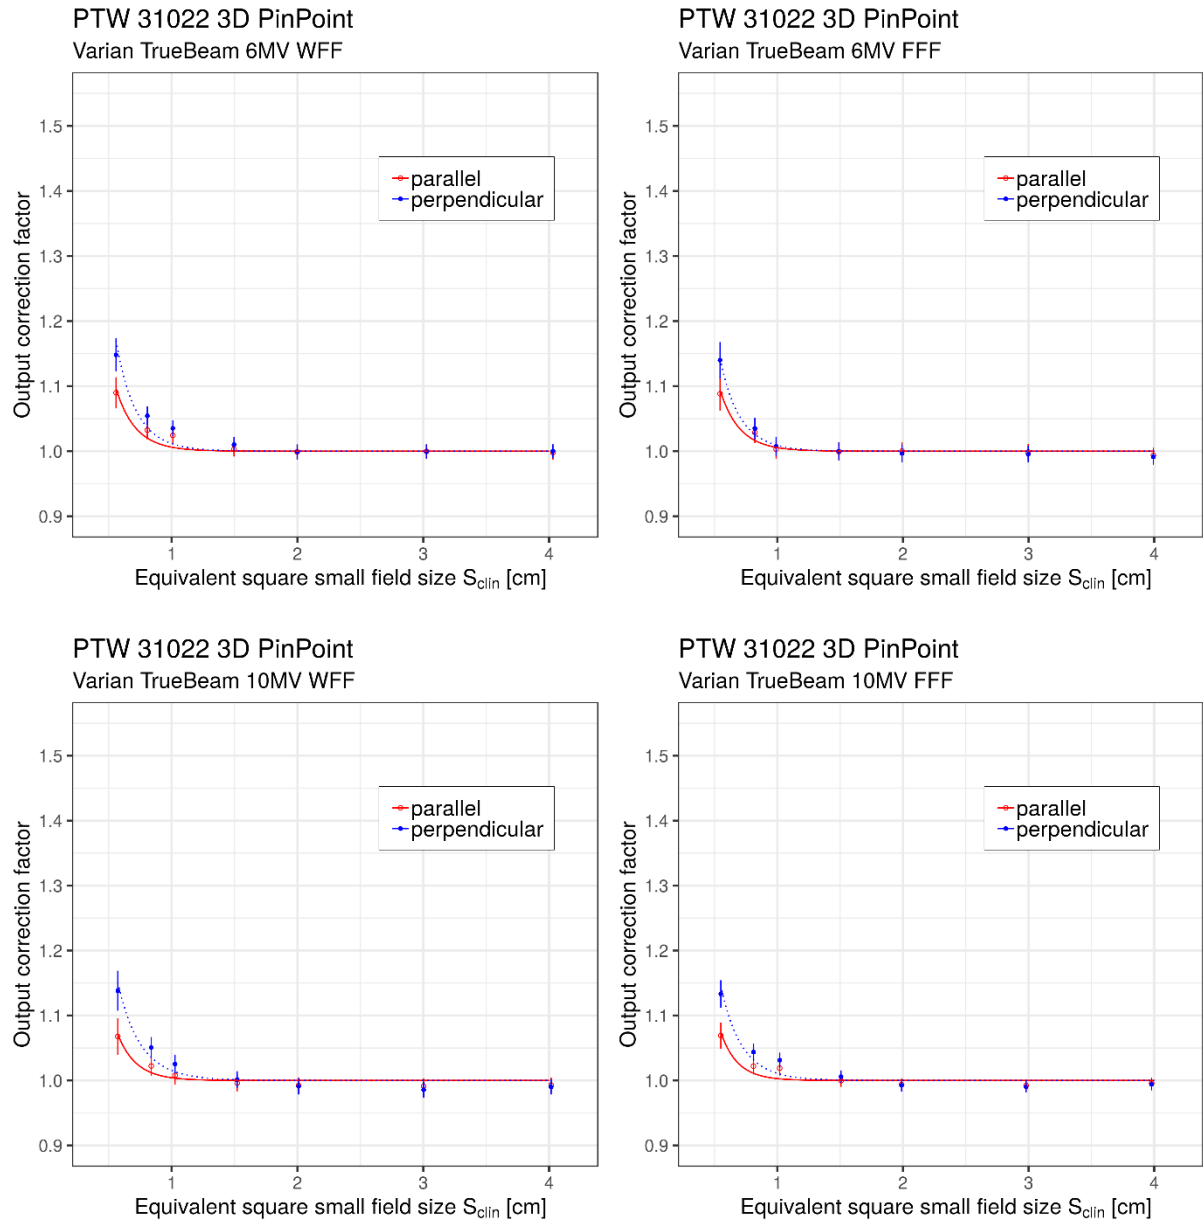 PTW 31022 3D PinPoint
Varian TrueBeam 6MV WFF
Output correction factor
1.5
1.4
1.3
1.2
1.1
1.0
0.9
parallel
perpendicular
1 2 3 4
Equivalent square small field size Sclin [cm]
PTW 31022 3D PinPoint
Varian TrueBeam 6MV FFF
Output correction factor
1.5
1.4
1.3
1.2
1.1
1.0
0.9
parallel
perpendicular
1 2 3 4
Equivalent square small field size Sclin [cm]
PTW 31022 3D PinPoint
Varian TrueBeam 10MV WFF
Output correction factor
1.5
1.4
1.3
1.2
1.1
1.0
0.9
parallel
perpendicular
1 2 3 4
Equivalent square small field size Sclin [cm]
PTW 31022 3D PinPoint
Varian TrueBeam 10MV FFF
Output correction factor
1.5
1.4
1.3
1.2
1.1
1.0
0.9
parallel
perpendicular
1 2 3 4
Equivalent square small field size Sclin [cm]